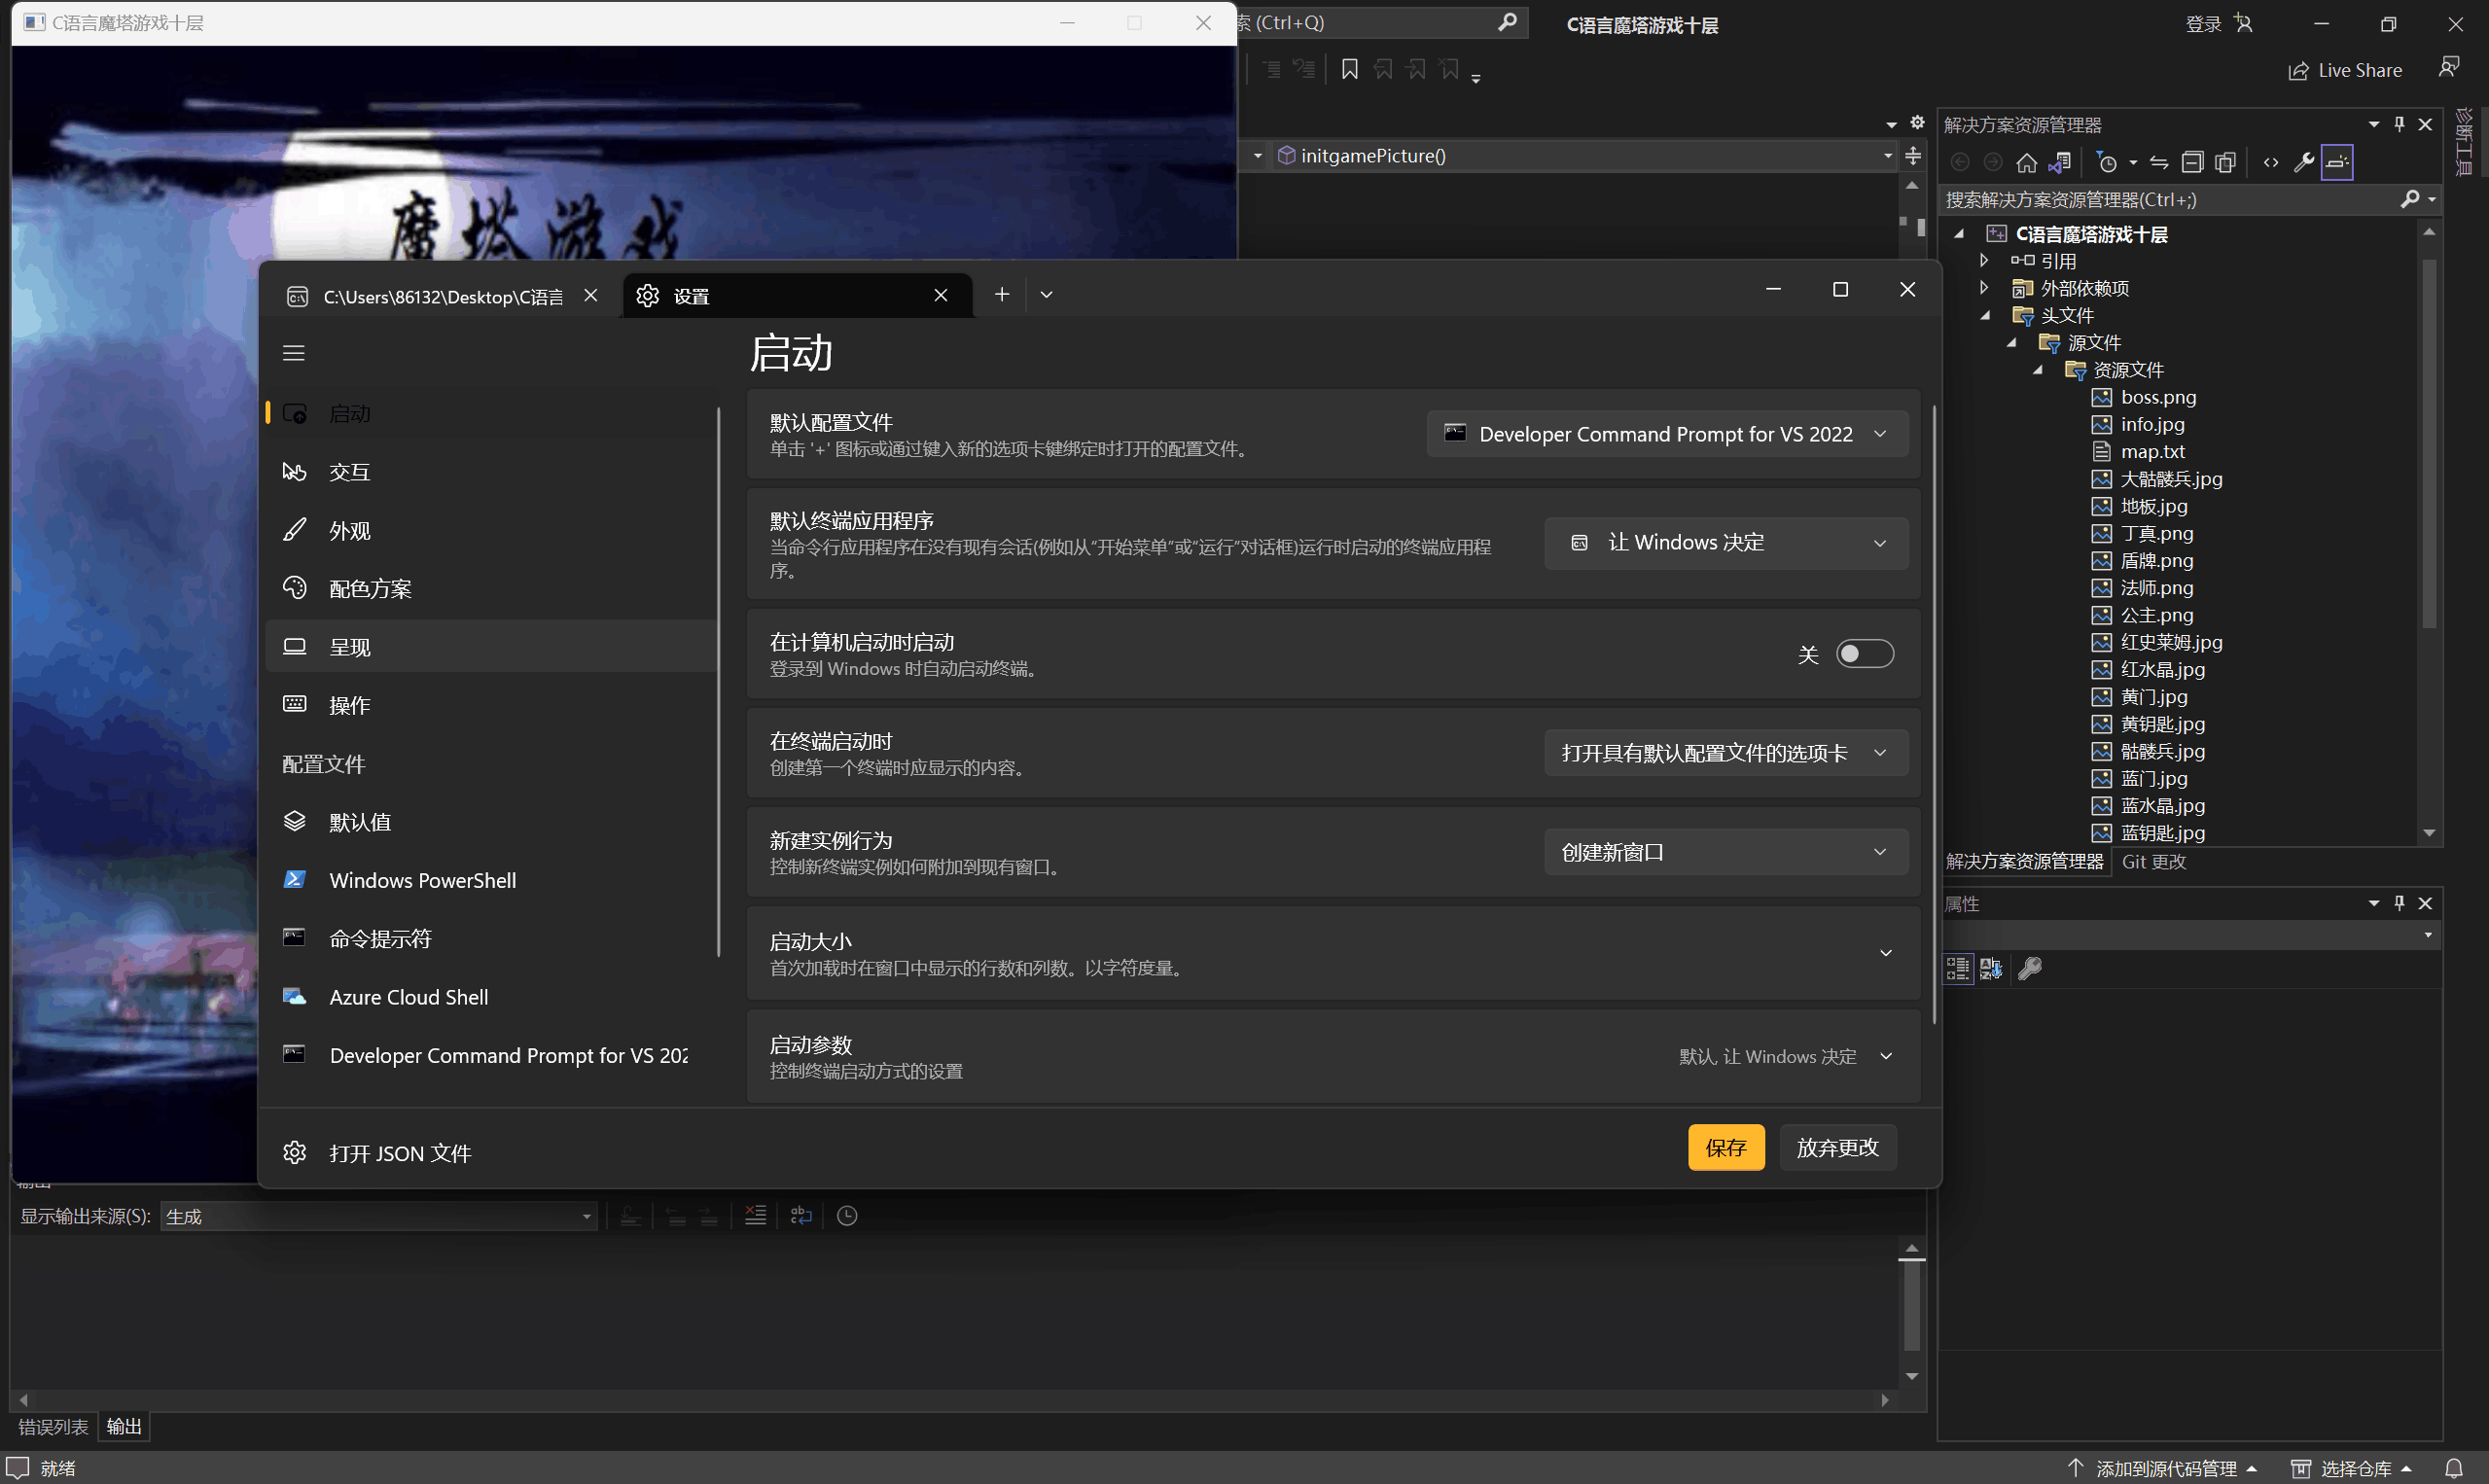 C语言魔塔游戏十层
索 (Ctrl+Q)
C语言魔塔游戏十层
登录
Live Share
initgamePicture()
魔塔游戏
C:\Users\86132\Desktop\C语言
设置
启动
启动
交互
外观
配色方案
呈现
操作
配置文件
默认值
Windows PowerShell
命令提示符
Azure Cloud Shell
Developer Command Prompt for VS 202
打开 JSON 文件
默认配置文件
单击 '+' 图标或通过键入新的选项卡键绑定时打开的配置文件。
Developer Command Prompt for VS 2022
默认终端应用程序
当命令行应用程序在没有现有会话(例如从“开始菜单”或“运行”对话框)运行时启动的终端应用程
序。
让 Windows 决定
在计算机启动时启动
登录到 Windows 时自动启动终端。
关
在终端启动时
创建第一个终端时应显示的内容。
打开具有默认配置文件的选项卡
新建实例行为
控制新终端实例如何附加到现有窗口。
创建新窗口
启动大小
首次加载时在窗口中显示的行数和列数。以字符度量。
启动参数
控制终端启动方式的设置
默认, 让 Windows 决定
保存
放弃更改
解决方案资源管理器
诊断工具
搜索解决方案资源管理器(Ctrl+;)
C语言魔塔游戏十层
引用
外部依赖项
头文件
源文件
资源文件
boss.png
info.jpg
map.txt
大骷髅兵.jpg
地板.jpg
丁真.png
盾牌.png
法师.png
公主.png
红史莱姆.jpg
红水晶.jpg
黄门.jpg
黄钥匙.jpg
骷髅兵.jpg
蓝门.jpg
蓝水晶.jpg
蓝钥匙.jpg
解决方案资源管理器
Git 更改
属性
输出
显示输出来源(S):
生成
错误列表
输出
就绪
添加到源代码管理
选择仓库